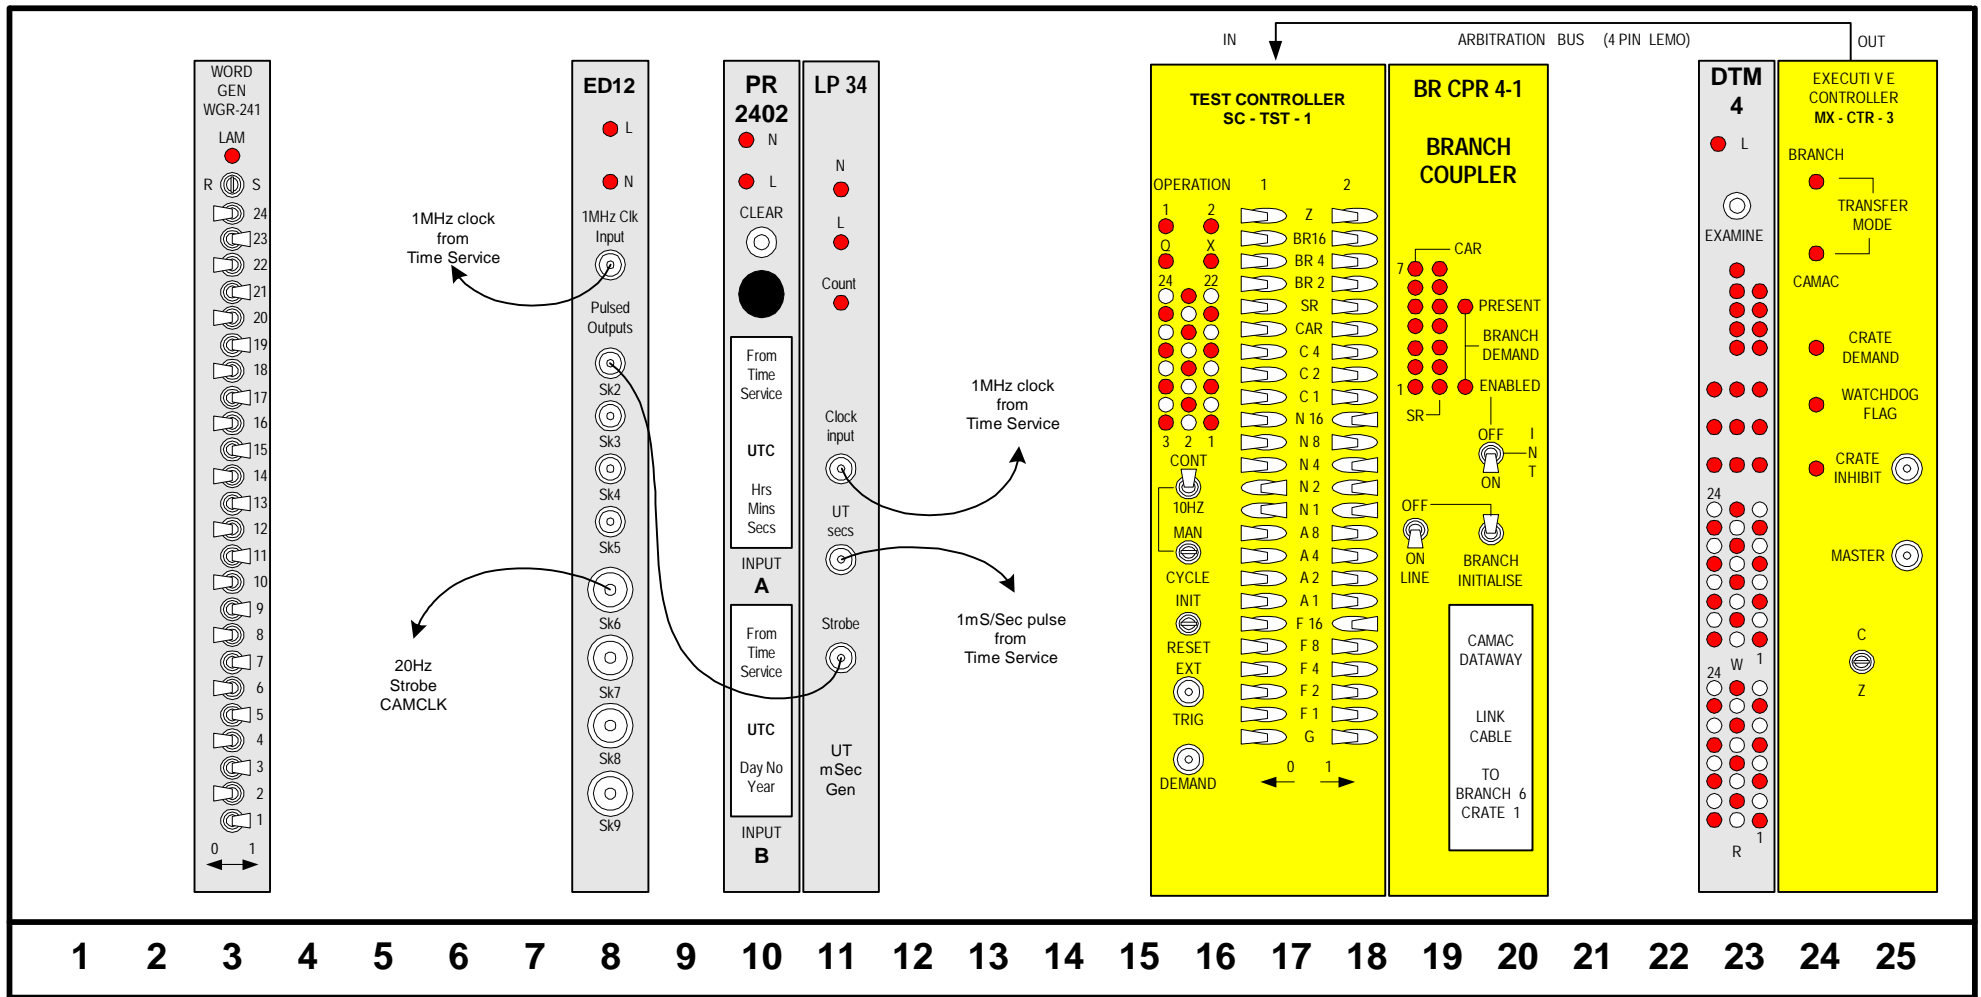 IN
ARBITRATION BUS (4 PIN LEMO)
OUT
WORD
GEN
WGR-241
LAM
R S
24
23
22
21
20
19
18
17
16
15
14
13
12
11
10
9
8
7
6
5
4
3
2
1
0 1
1MHz clock
from
Time Service
20Hz
Strobe
CAMCLK
ED12
L
N
1MHz Clk
Input
Pulsed
Outputs
Sk2
Sk3
Sk4
Sk5
Sk6
Sk7
Sk8
Sk9
PR
2402
N
L
CLEAR
From
Time
Service
UTC
Hrs
Mins
Secs
INPUT
A
From
Time
Service
UTC
Day No
Year
INPUT
B
LP 34
N
L
Count
Clock
input
UT
secs
Strobe
UT
mSec
Gen
1MHz clock
from
Time Service
1mS/Sec pulse
from
Time Service
TEST CONTROLLER
SC - TST - 1
OPERATION 1 2
1 2
Q X
24 22
3 2 1
CONT
10HZ
MAN
CYCLE
INIT
RESET
EXT
TRIG
DEMAND
Z
BR16
BR 4
BR 2
SR
CAR
C 4
C 2
C 1
N 16
N 8
N 4
N 2
N 1
A 8
A 4
A 2
A 1
F 16
F 8
F 4
F 2
F 1
G
0 1
BR CPR 4-1
BRANCH
COUPLER
CAR
7
PRESENT
BRANCH
DEMAND
1
ENABLED
SR
OFF
I
N
T
ON
OFF
ON
LINE
BRANCH
INITIALISE
CAMAC
DATAWAY
LINK
CABLE
TO
BRANCH 6
CRATE 1
DTM
4
L
EXAMINE
24
W 1
24
1
R
EXECUTI V E
CONTROLLER
MX - CTR - 3
BRANCH
TRANSFER
MODE
CAMAC
CRATE
DEMAND
WATCHDOG
FLAG
CRATE
INHIBIT
MASTER
C
Z
1 2 3 4 5 6 7 8 9 10 11 12 13 14 15 16 17 18 19 20 21 22 23 24 25